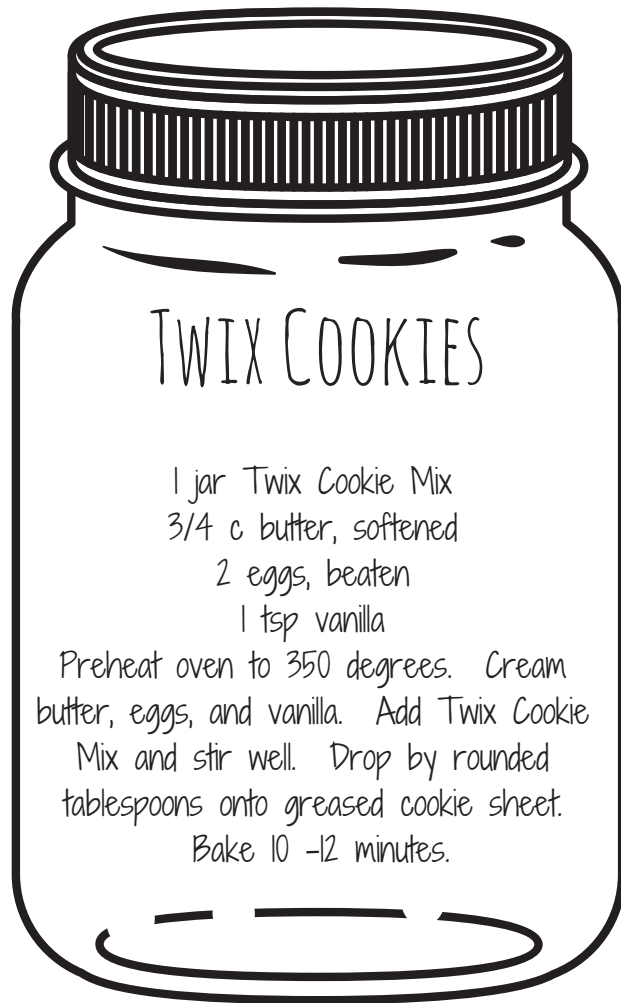 Twix Cookies
1 jar Twix Cookie Mix
3/4 c butter, softened
2 eggs, beaten
1 tsp vanilla
Preheat oven to 350 degrees. Cream
butter, eggs, and vanilla. Add Twix Cookie
Mix and stir well. Drop by rounded
tablespoons onto greased cookie sheet.
Bake 10 -12 minutes.